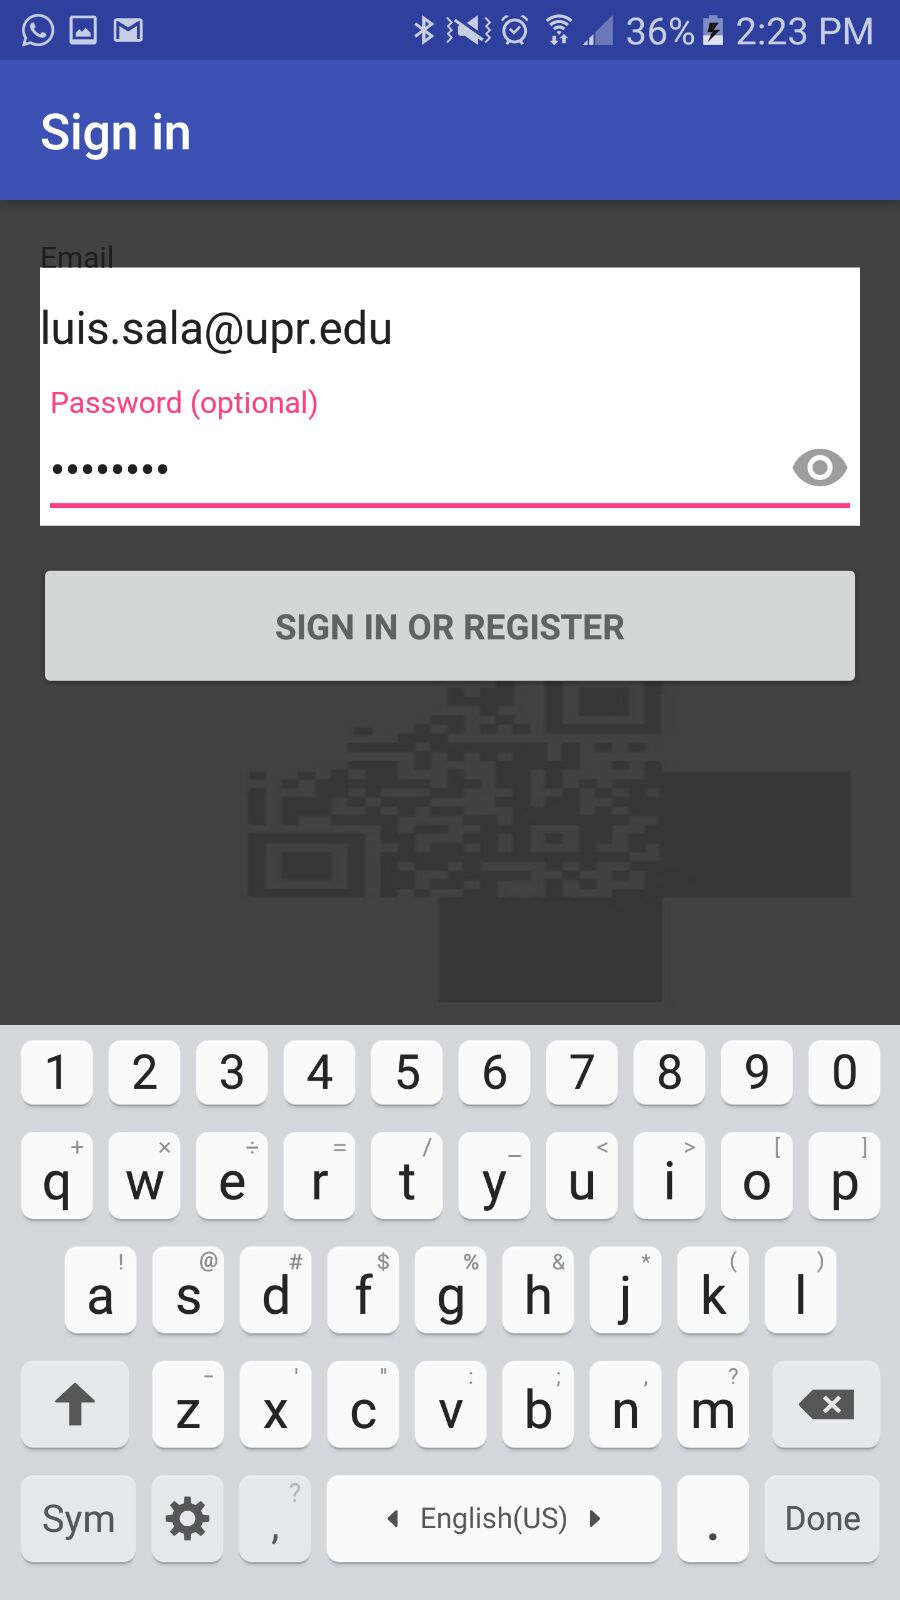 36% 2:23 PM
Sign in
Email
luis.sala@upr.edu
Password (optional)
••••••••
SIGN IN OR REGISTER
1 2 3 4 5 6 7 8 9 0
+ × ÷ = / _ < > [ ]
q w e r t y u i o p
! @ # $ % & * ( )
a s d f g h j k l
- ' " : ; , ?
z x c v b n m
?
Sym , English(US) . Done